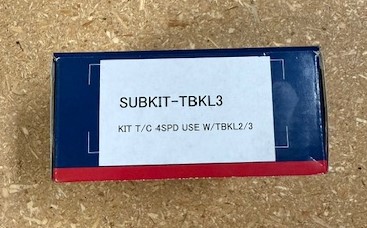 SUBKIT-TBKL3
KIT T/C 4SPD USE W/TBKL2/3